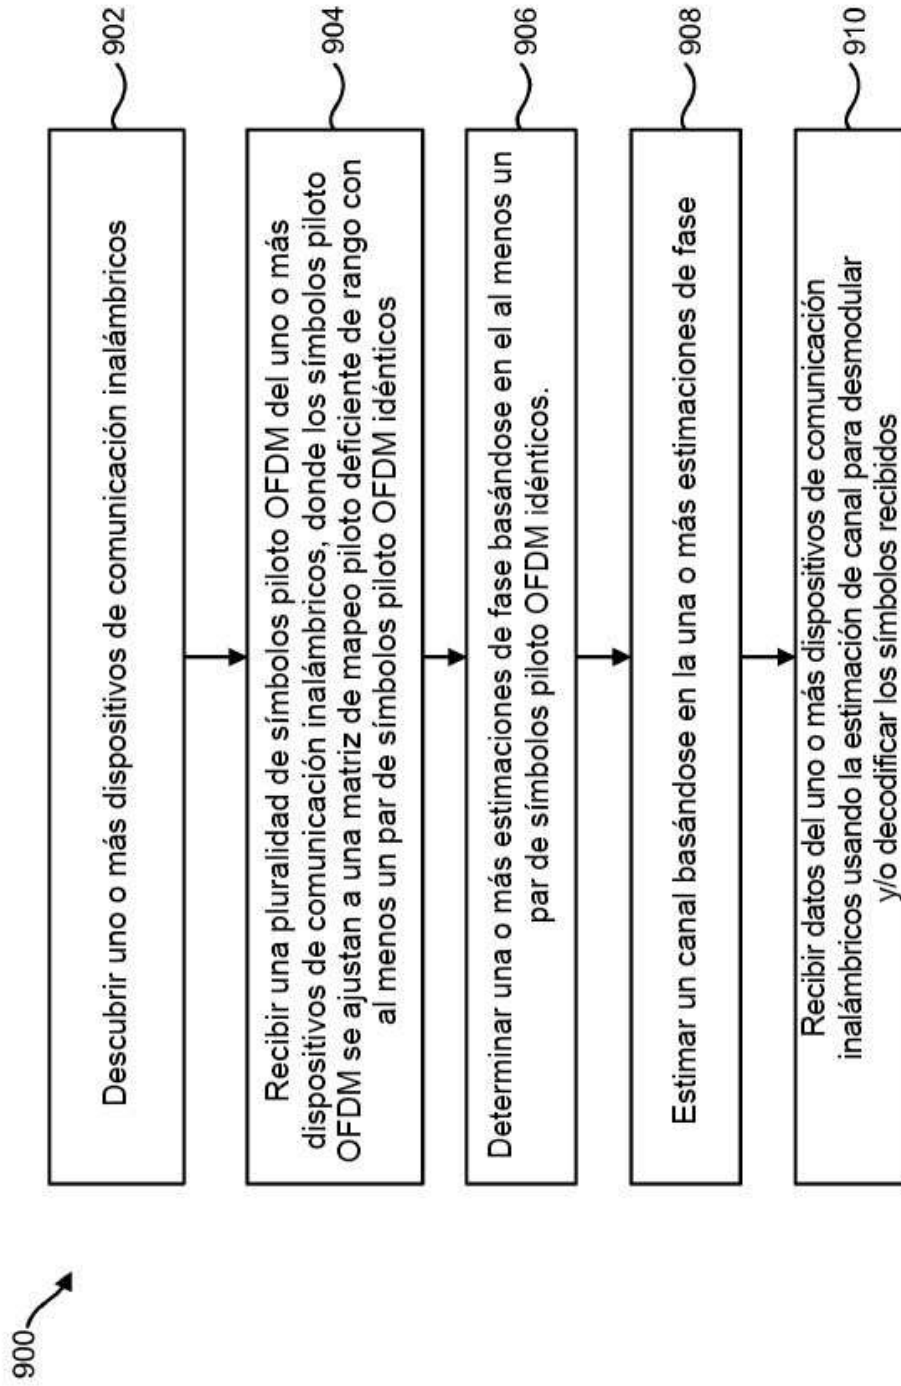 900
902
Descubrir uno o más dispositivos de comunicación inalámbricos
904
Recibir una pluralidad de símbolos piloto OFDM del uno o más
dispositivos de comunicación inalámbricos, donde los símbolos piloto
OFDM se ajustan a una matriz de mapeo piloto deficiente de rango con
al menos un par de símbolos piloto OFDM idénticos
906
Determinar una o más estimaciones de fase basándose en el al menos un
par de símbolos piloto OFDM idénticos.
908
Estimar un canal basándose en la una o más estimaciones de fase
910
Recibir datos del uno o más dispositivos de comunicación
inalámbricos usando la estimación de canal para desmodular
y/o decodificar los símbolos recibidos